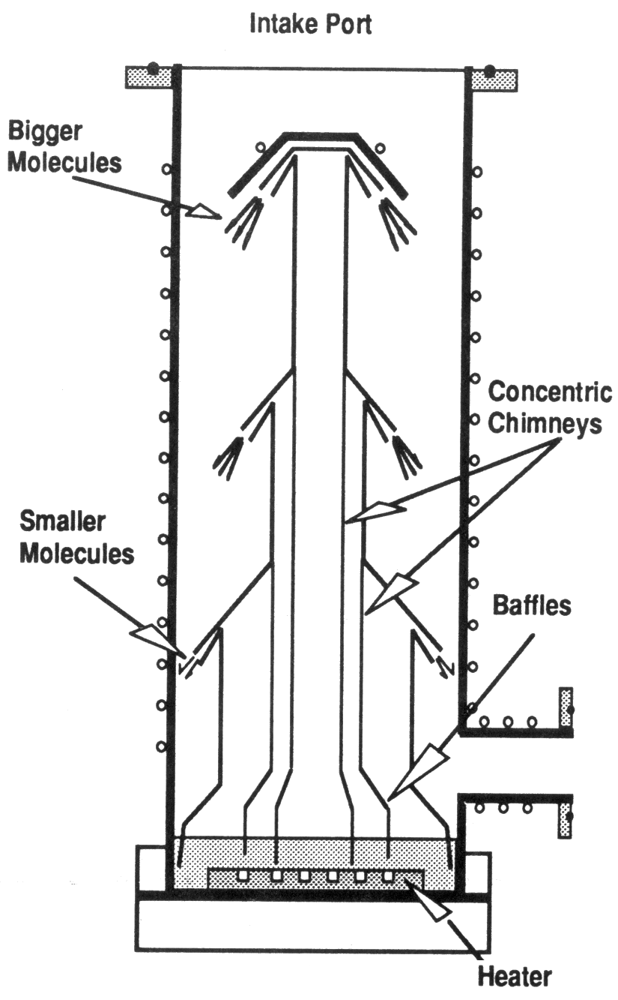 Intake Port
Bigger
Molecules
Concentric
Chimneys
Smaller
Molecules
Baffles
Heater